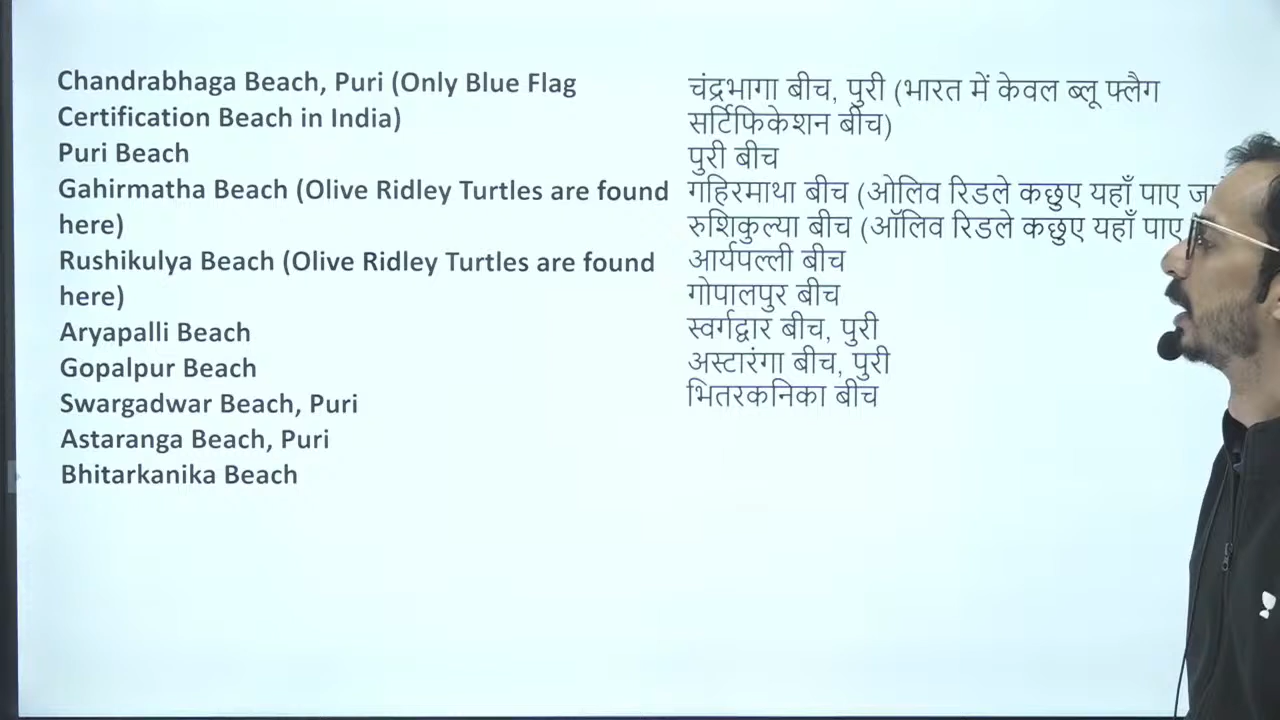 Chandrabhaga Beach, Puri (Only Blue Flag
Certification Beach in India)
Puri Beach
Gahirmatha Beach (Olive Ridley Turtles are found
here)
Rushikulya Beach (Olive Ridley Turtles are found
here)
Aryapalli Beach
Gopalpur Beach
Swargadwar Beach, Puri
Astaranga Beach, Puri
Bhitarkanika Beach
चंद्रभागा बीच, पुरी (भारत में केवल ब्लू फ्लैग
सर्टिफिकेशन बीच)
पुरी बीच
गहिरमाथा बीच (ओलिव रिडले कछुए यहाँ पाए
रुशिकुल्या बीच (ऑलिव रिडले कछुए यहाँ पाए
आर्यपल्ली बीच
गोपालपुर बीच
स्वर्गद्वार बीच, पुरी
अस्टारंगा बीच, पुरी
भितरकनिका बीच